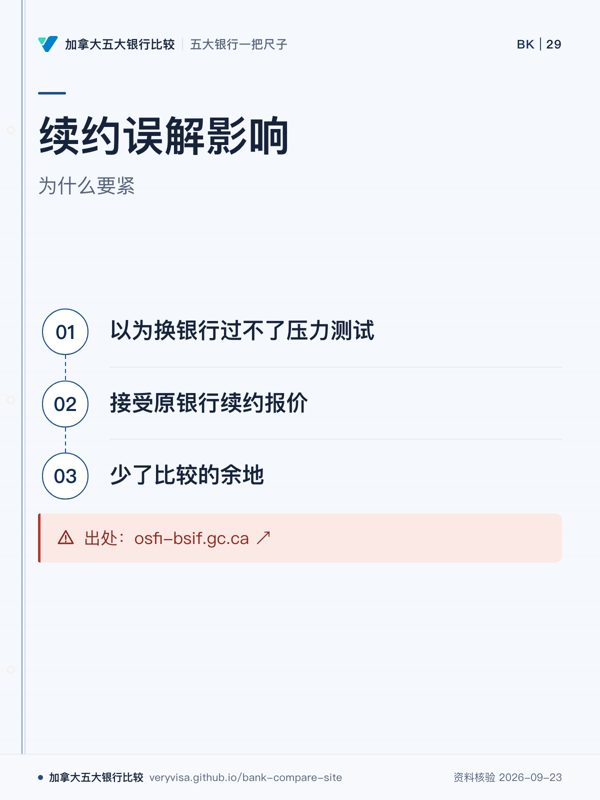 加拿大五大银行比较 | 五大银行一把尺子
BK | 29
续约误解影响
为什么要紧
01 以为换银行过不了压力测试
02 接受原银行续约报价
03 少了比较的余地
出处：osfi-bsif.gc.ca ↗
加拿大五大银行比较 veryvisa.github.io/bank-compare-site
资料核验 2026-09-23